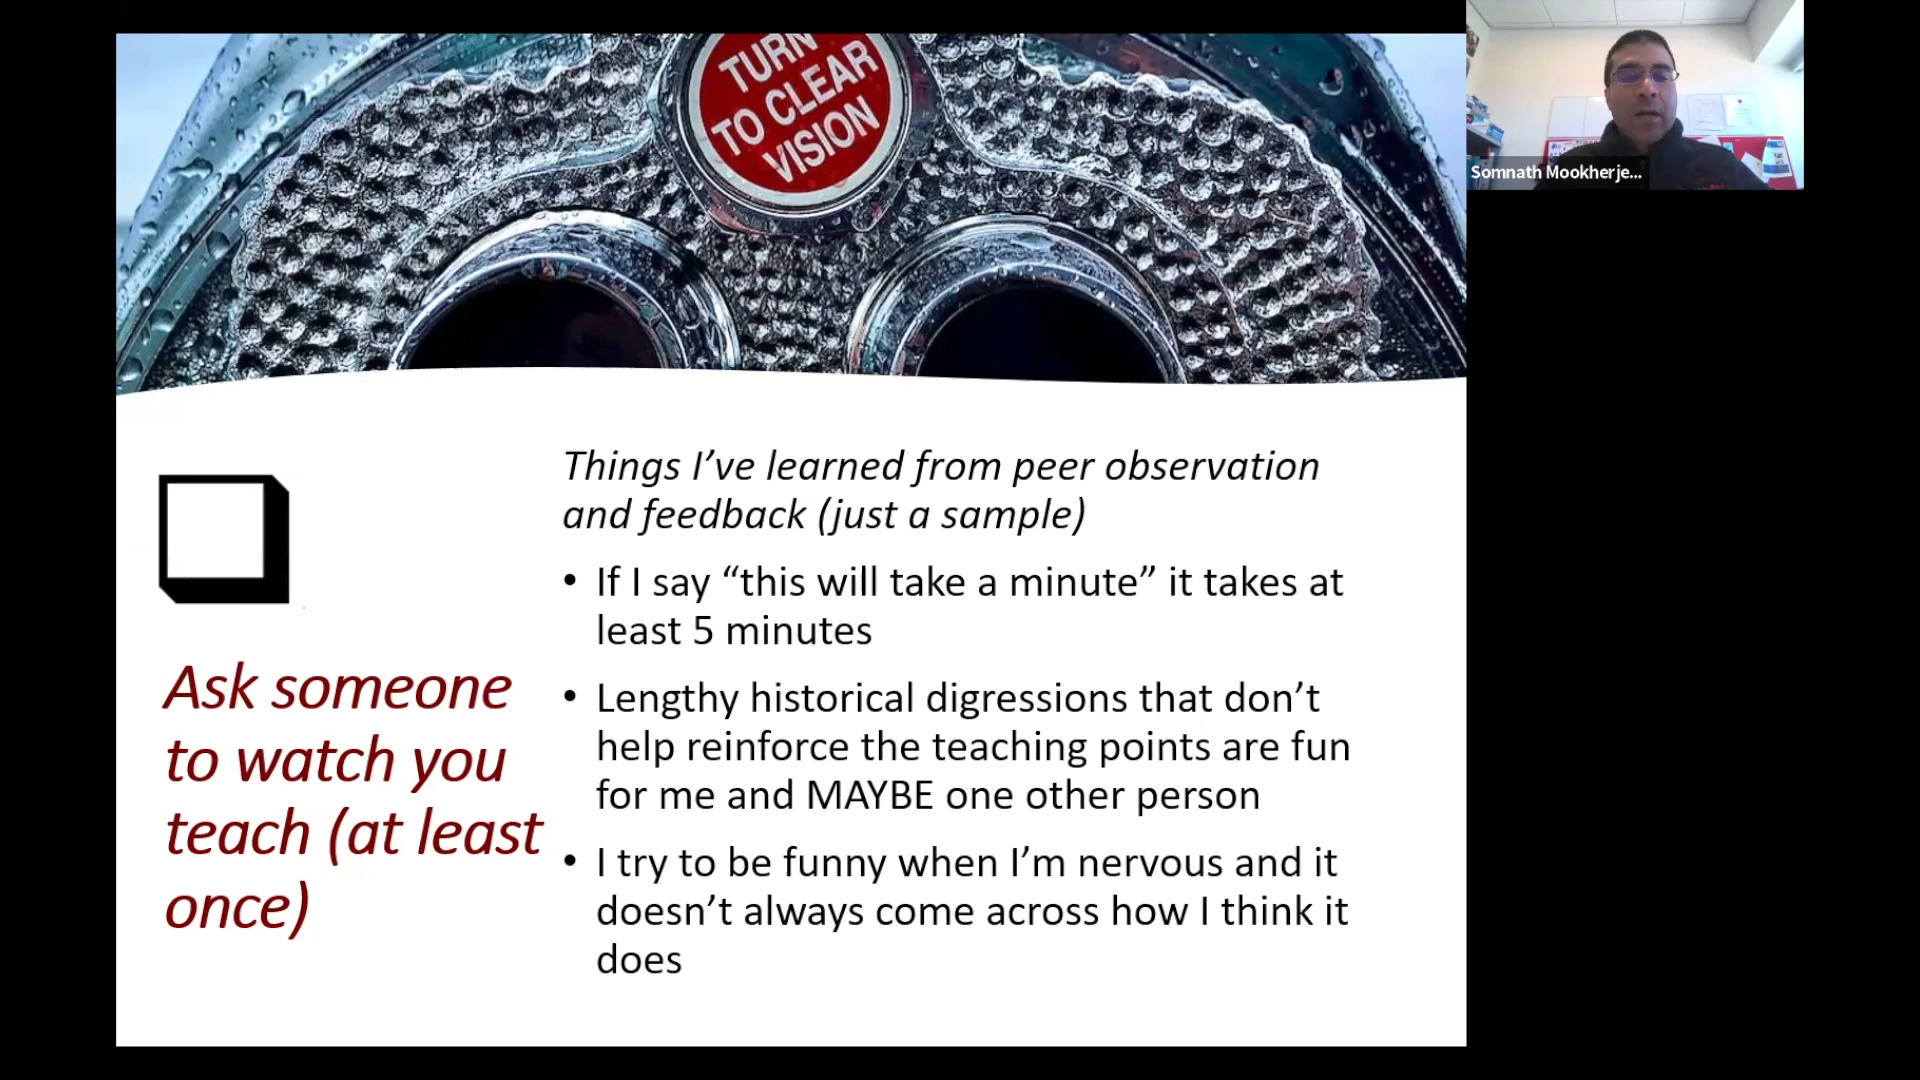 TURN
TO CLEAR
VISION
Somnath Mookherje...
Things I’ve learned from peer observation
and feedback (just a sample)
• If I say “this will take a minute” it takes at
least 5 minutes
• Lengthy historical digressions that don’t
help reinforce the teaching points are fun
for me and MAYBE one other person
• I try to be funny when I’m nervous and it
doesn’t always come across how I think it
does
Ask someone
to watch you
teach (at least
once)